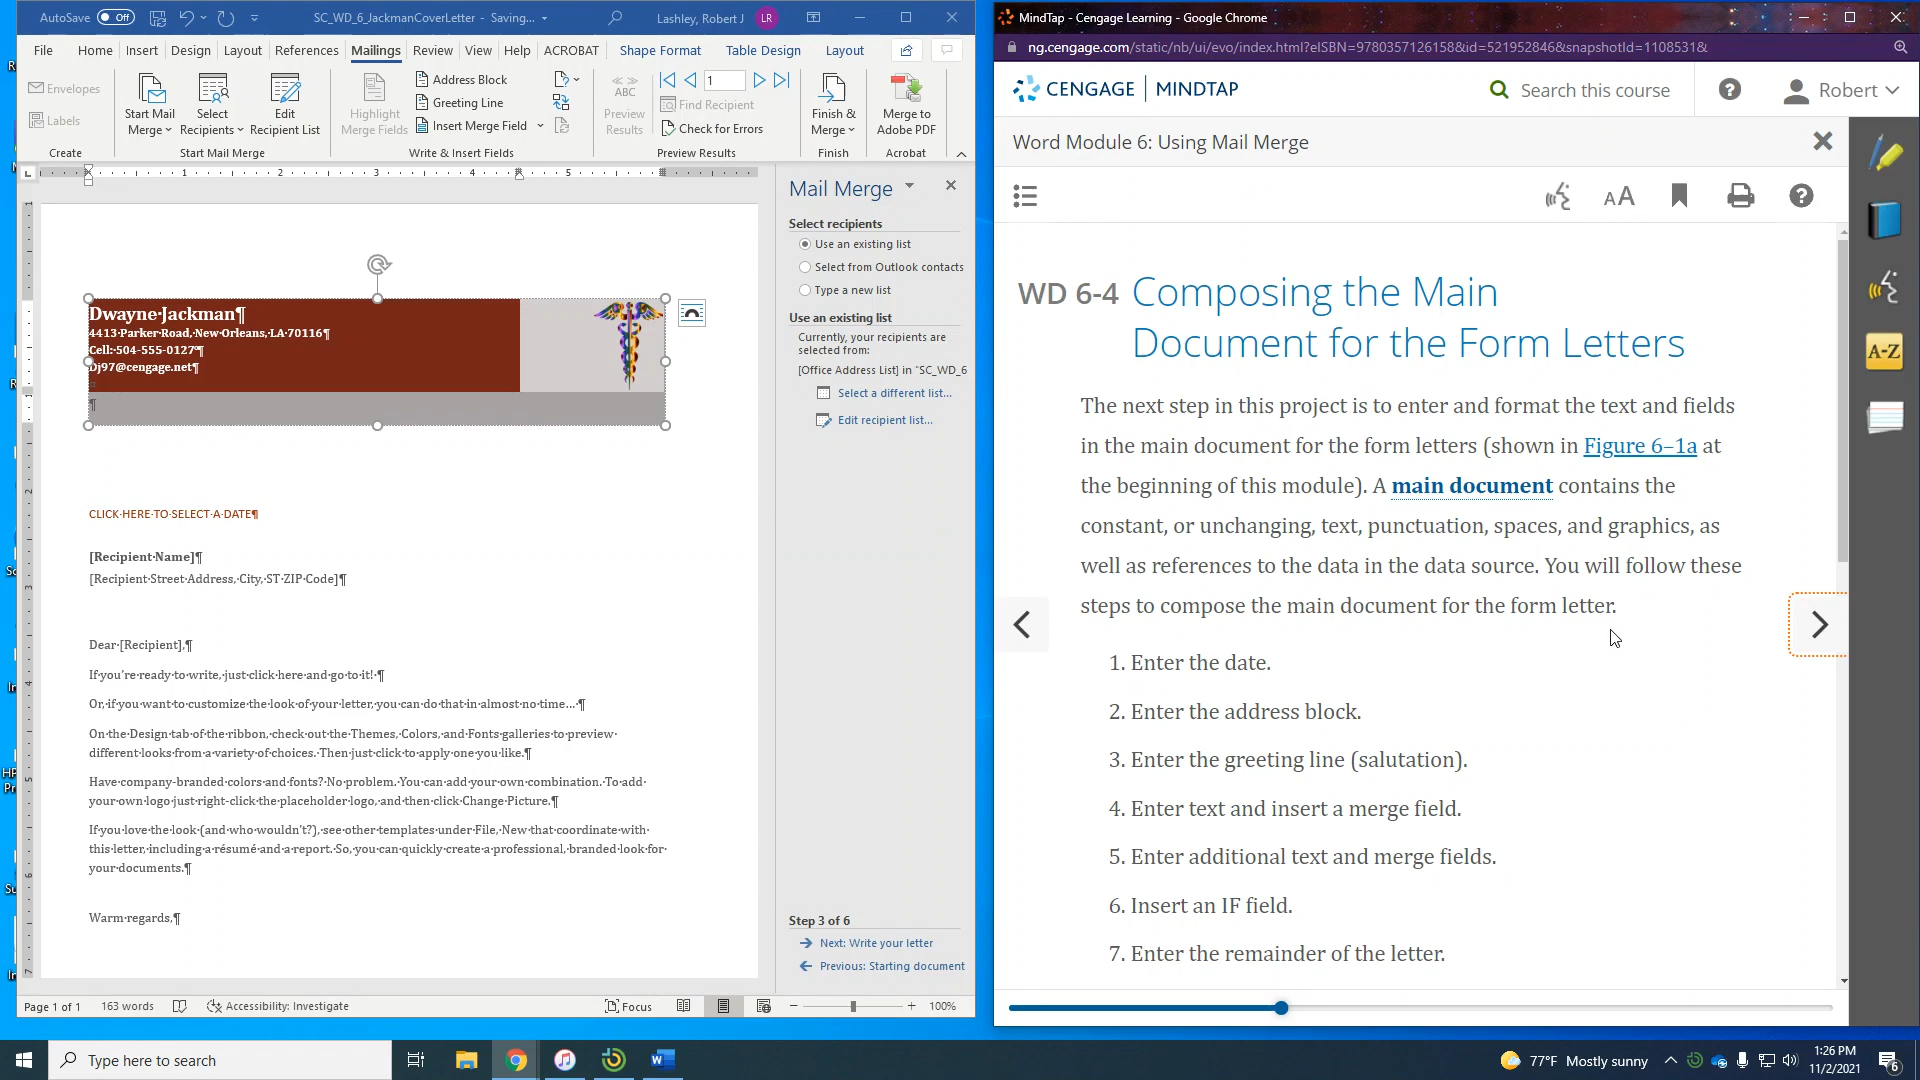 AutoSave Off SC_WD_6_JackmanCoverLetter - Saving... Lashley, Robert J LR
File Home Insert Design Layout References Mailings Review View Help ACROBAT Shape Format Table Design Layout
Envelopes
Labels
Create
Start Mail Merge
Select Recipients
Edit Recipient List
Start Mail Merge
Highlight Merge Fields
Address Block
Greeting Line
Insert Merge Field
Write & Insert Fields
ABC
Preview Results
1
Find Recipient
Check for Errors
Preview Results
Finish & Merge
Finish
Merge to Adobe PDF
Acrobat
Dwayne·Jackman¶
4413·Parker·Road,·New·Orleans,·LA·70116¶
Cell:·504-555-0127¶
Dj97@cengage.net¶
¶
CLICK·HERE·TO·SELECT·A·DATE¶
[Recipient·Name]¶
[Recipient·Street·Address,·City,·ST·ZIP·Code]¶
Dear·[Recipient],¶
If·you're·ready·to·write,·just·click·here·and·go·to·it!·¶
Or,·if·you·want·to·customize·the·look·of·your·letter,·you·can·do·that·in·almost·no·time…·¶
On·the·Design·tab·of·the·ribbon,·check·out·the·Themes,·Colors,·and·Fonts·galleries·to·preview·
different·looks·from·a·variety·of·choices.·Then·just·click·to·apply·one·you·like.¶
Have·company-branded·colors·and·fonts?·No·problem.·You·can·add·your·own·combination.·To·add·
your·own·logo·just·right-click·the·placeholder·logo,·and·then·click·Change·Picture.¶
If·you·love·the·look·(and·who·wouldn't?),·see·other·templates·under·File,·New·that·coordinate·with·
this·letter,·including·a·résumé·and·a·report.·So,·you·can·quickly·create·a·professional,·branded·look·for·
your·documents.¶
Warm·regards,¶
Mail Merge
Select recipients
Use an existing list
Select from Outlook contacts
Type a new list
Use an existing list
Currently, your recipients are
selected from:
[Office Address List] in "SC_WD_6
Select a different list...
Edit recipient list...
Step 3 of 6
Next: Write your letter
Previous: Starting document
Page 1 of 1 163 words Accessibility: Investigate Focus 100%
MindTap - Cengage Learning - Google Chrome
ng.cengage.com/static/nb/ui/evo/index.html?eISBN=9780357126158&id=521952846&snapshotId=1108531&
CENGAGE MINDTAP
Search this course
Robert
Word Module 6: Using Mail Merge
AA
A-Z
WD 6-4 Composing the Main
Document for the Form Letters
The next step in this project is to enter and format the text and fields
in the main document for the form letters (shown in Figure 6–1a at
the beginning of this module). A main document contains the
constant, or unchanging, text, punctuation, spaces, and graphics, as
well as references to the data in the data source. You will follow these
steps to compose the main document for the form letter.
1. Enter the date.
2. Enter the address block.
3. Enter the greeting line (salutation).
4. Enter text and insert a merge field.
5. Enter additional text and merge fields.
6. Insert an IF field.
7. Enter the remainder of the letter.
Type here to search
77°F Mostly sunny
1:26 PM
11/2/2021
6